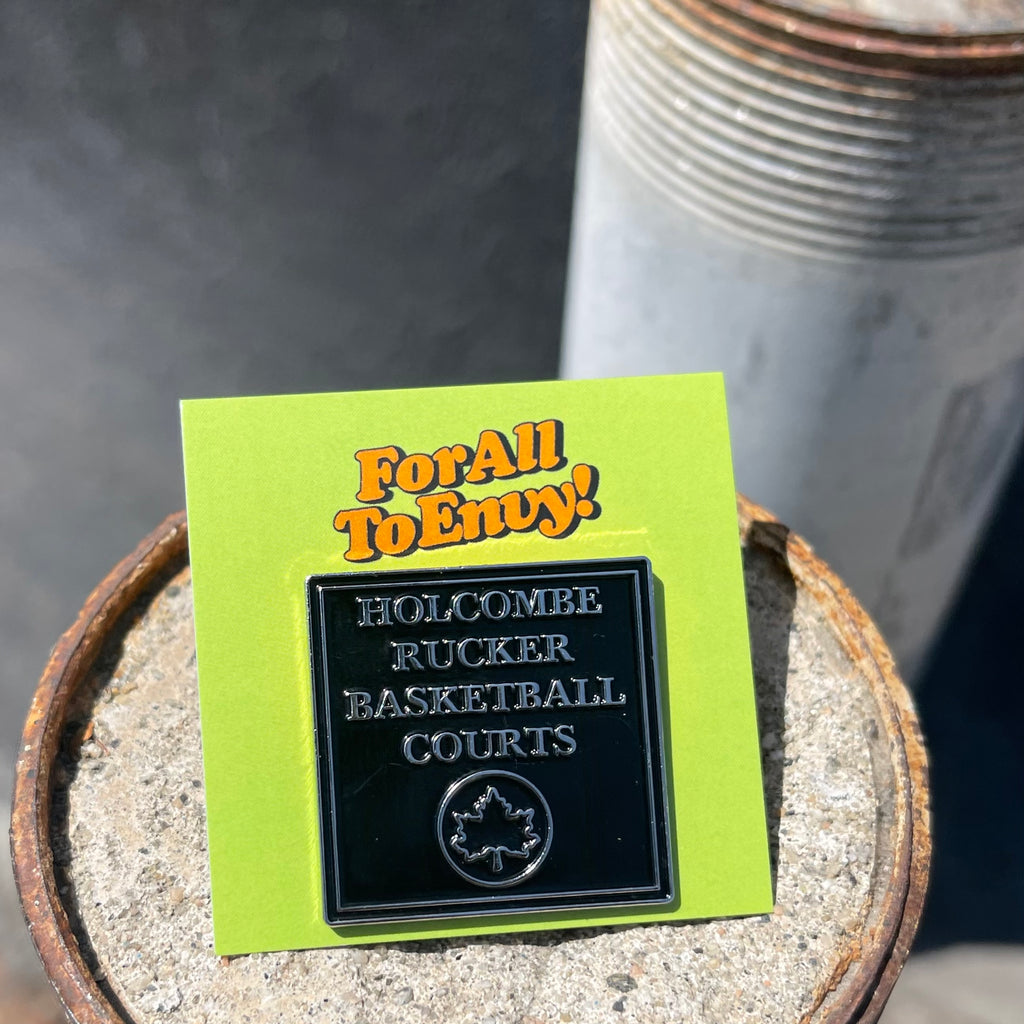 For All
To Envy!
HOLCOMBE
RUCKER
BASKETBALL
COURTS